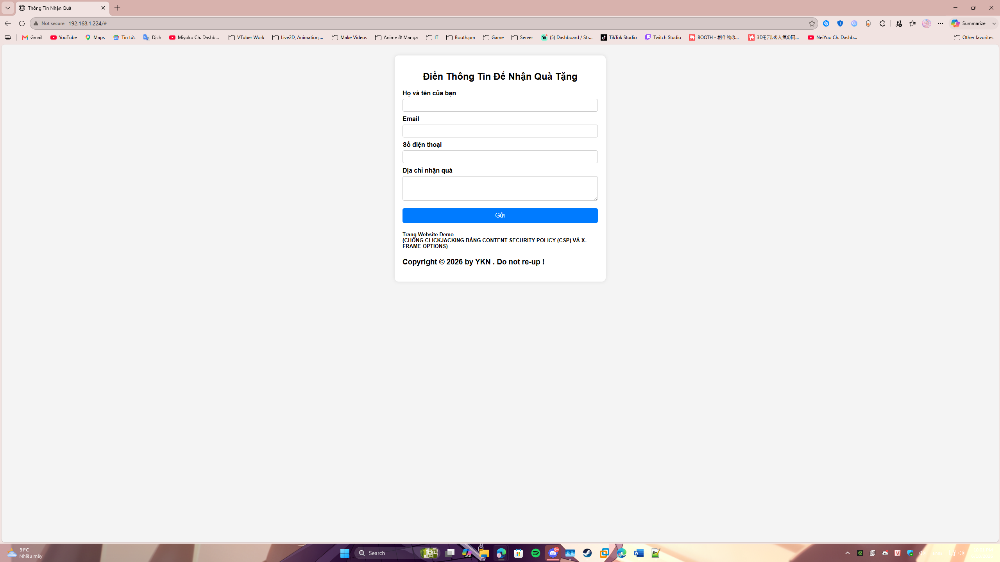 Thông Tin Nhận Quà
Not secure 192.168.1.224/#
Summarize
Gmail YouTube Maps Tin tức Dịch Miyoko Ch. Dashb... VTuber Work Live2D, Animation,... Make Videos Anime & Manga IT Booth.pm Game Server (5) Dashboard / Str... TikTok Studio Twitch Studio BOOTH - 創作物の... 3Dモデルの人気の同... NeiYuo Ch. Dashb... Other favorites
Điền Thông Tin Để Nhận Quà Tặng
Họ và tên của bạn
Email
Số điện thoại
Địa chỉ nhận quà
Gửi
Trang Website Demo
(CHỐNG CLICKJACKING BẰNG CONTENT SECURITY POLICY (CSP) VÀ X-
FRAME-OPTIONS)
Copyright © 2026 by YKN . Do not re-up !
31°C
Nhiều mây
Search
M365
9+
ENG